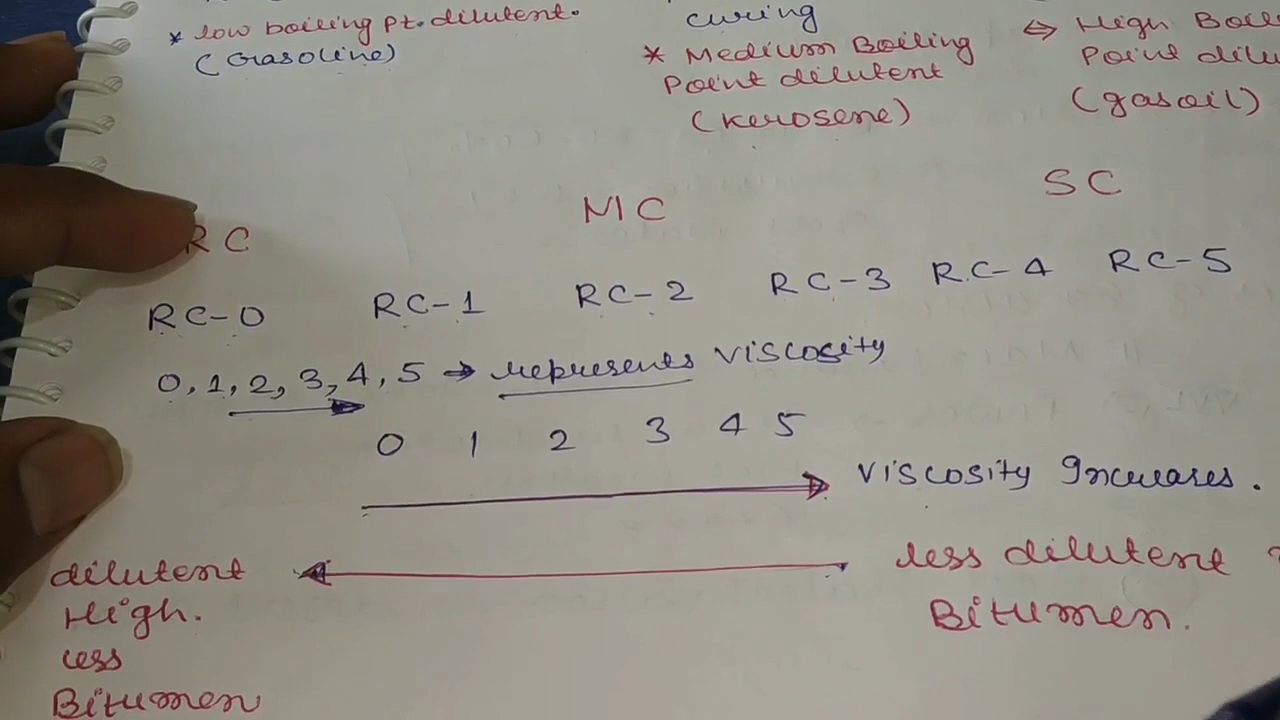 * low boiling pt. dilutent.
(Gasoline)
curing
* Medium Boiling
Point dilutent
(Kerosene)
⇔ High
Point
(gasoil)
RC
MC
SC
RC-0 RC-1 RC-2 RC-3 RC-4 RC-5
0, 1, 2, 3, 4, 5 → represents viscosity
0 1 2 3 4 5
viscosity Increases.
dilutent
High.
less
Bitumen
less dilutent
Bitumen.